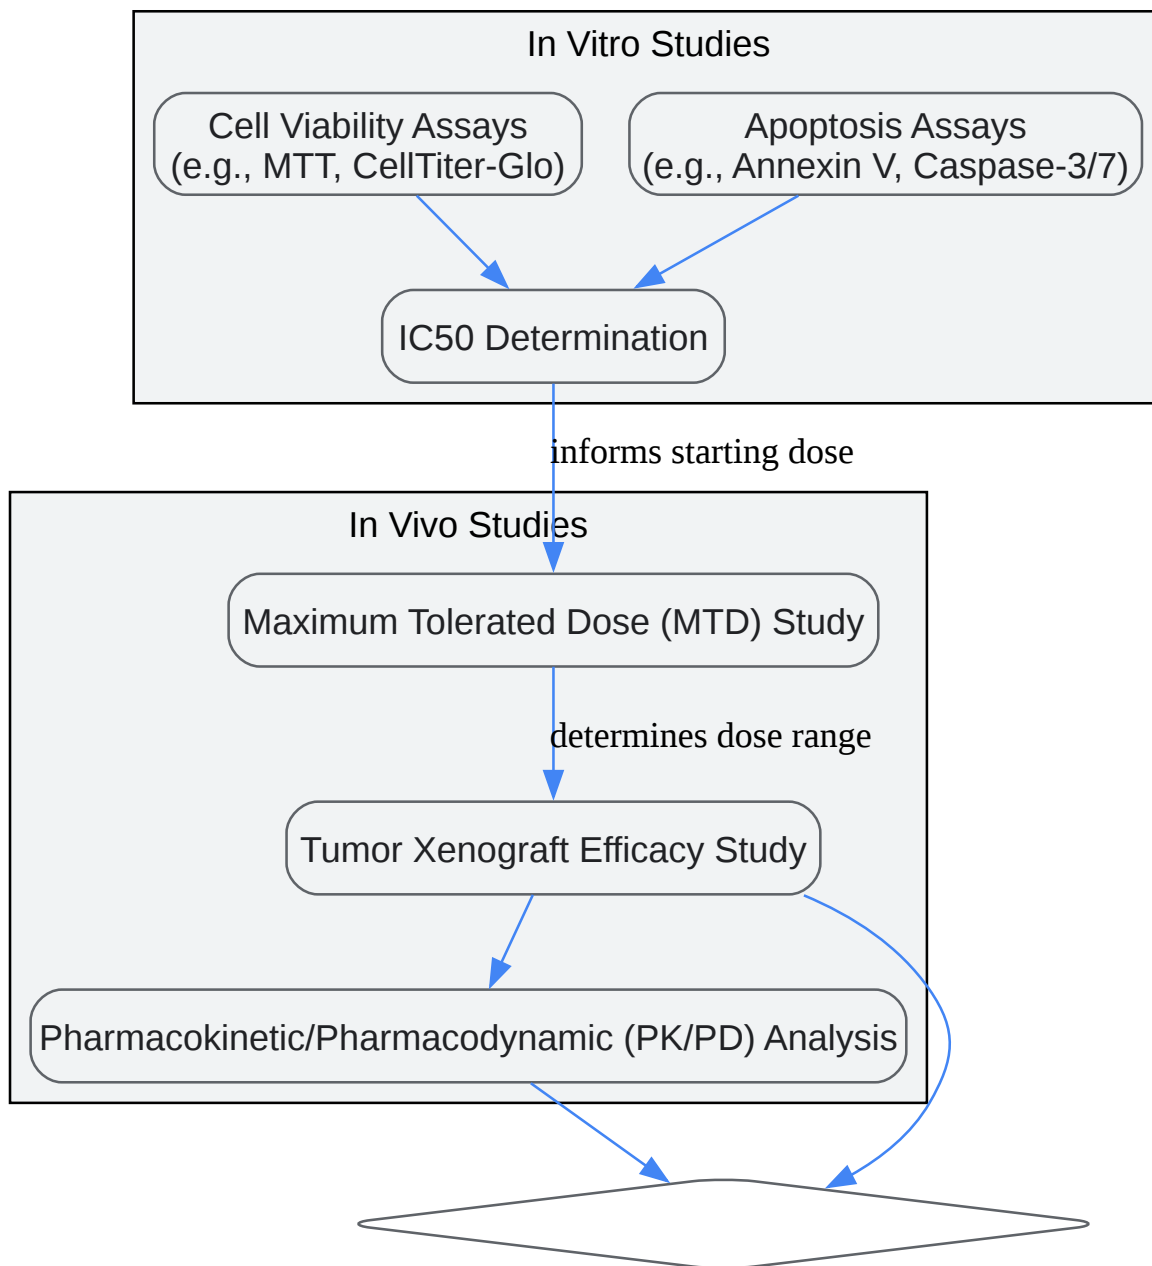 In Vitro Studies
Cell Viability Assays
(e.g., MTT, CellTiter-Glo)
Apoptosis Assays
(e.g., Annexin V, Caspase-3/7)
IC50 Determination
informs starting dose
In Vivo Studies
Maximum Tolerated Dose (MTD) Study
determines dose range
Tumor Xenograft Efficacy Study
Pharmacokinetic/Pharmacodynamic (PK/PD) Analysis